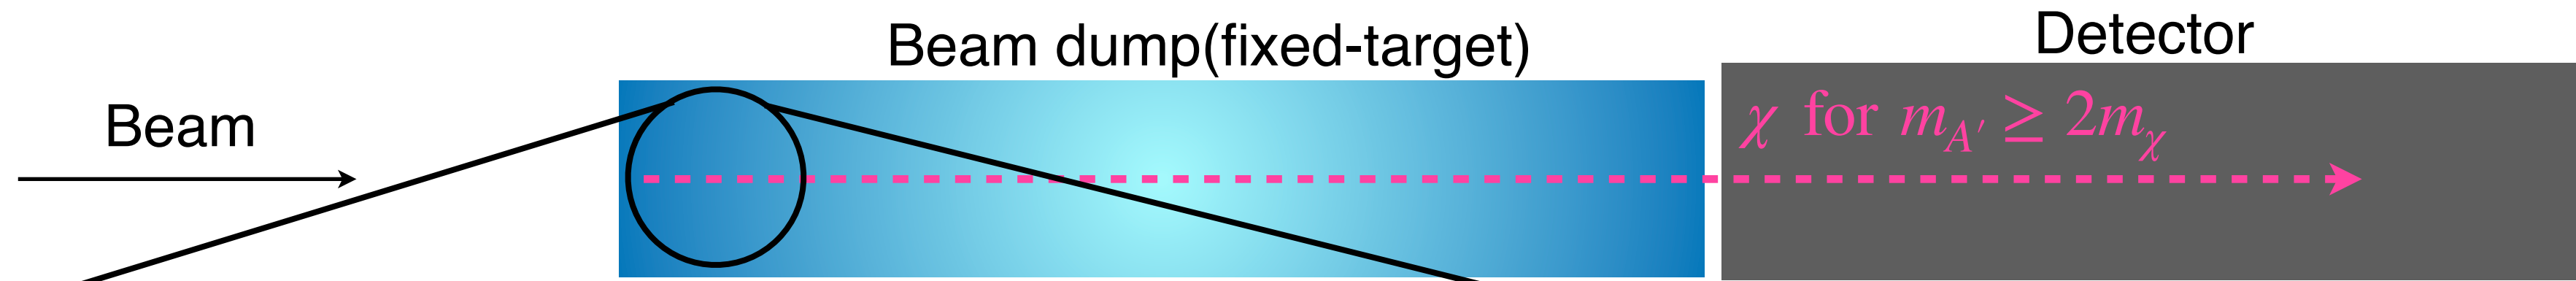 Beam
Beam dump(fixed-target)
Detector
χ for m_{A′} ≥ 2m_χ